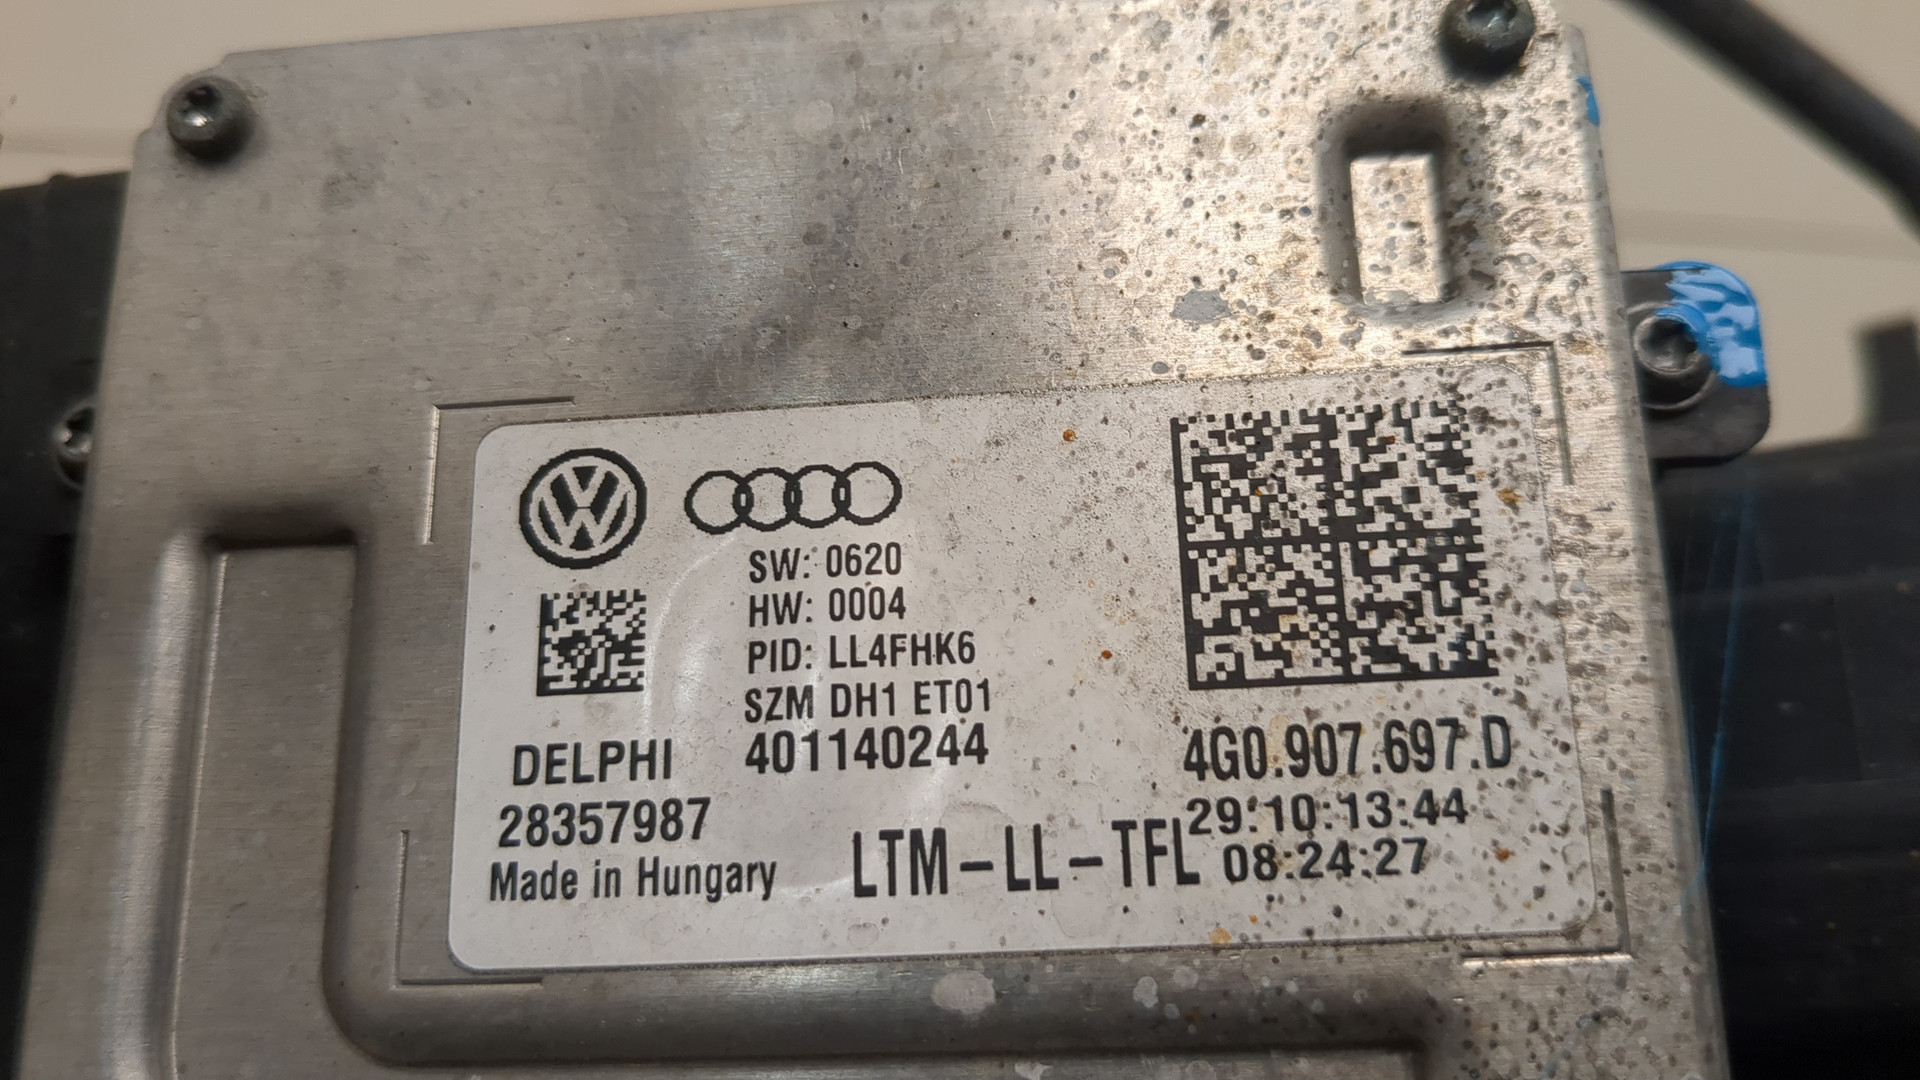 SW: 0620
HW: 0004
PID: LL4FHK6
SZM DH1 ET01
401140244
DELPHI
28357987
Made in Hungary
LTM-LL-TFL
4G0.907.697.D
29:10:13:44
08:24:27